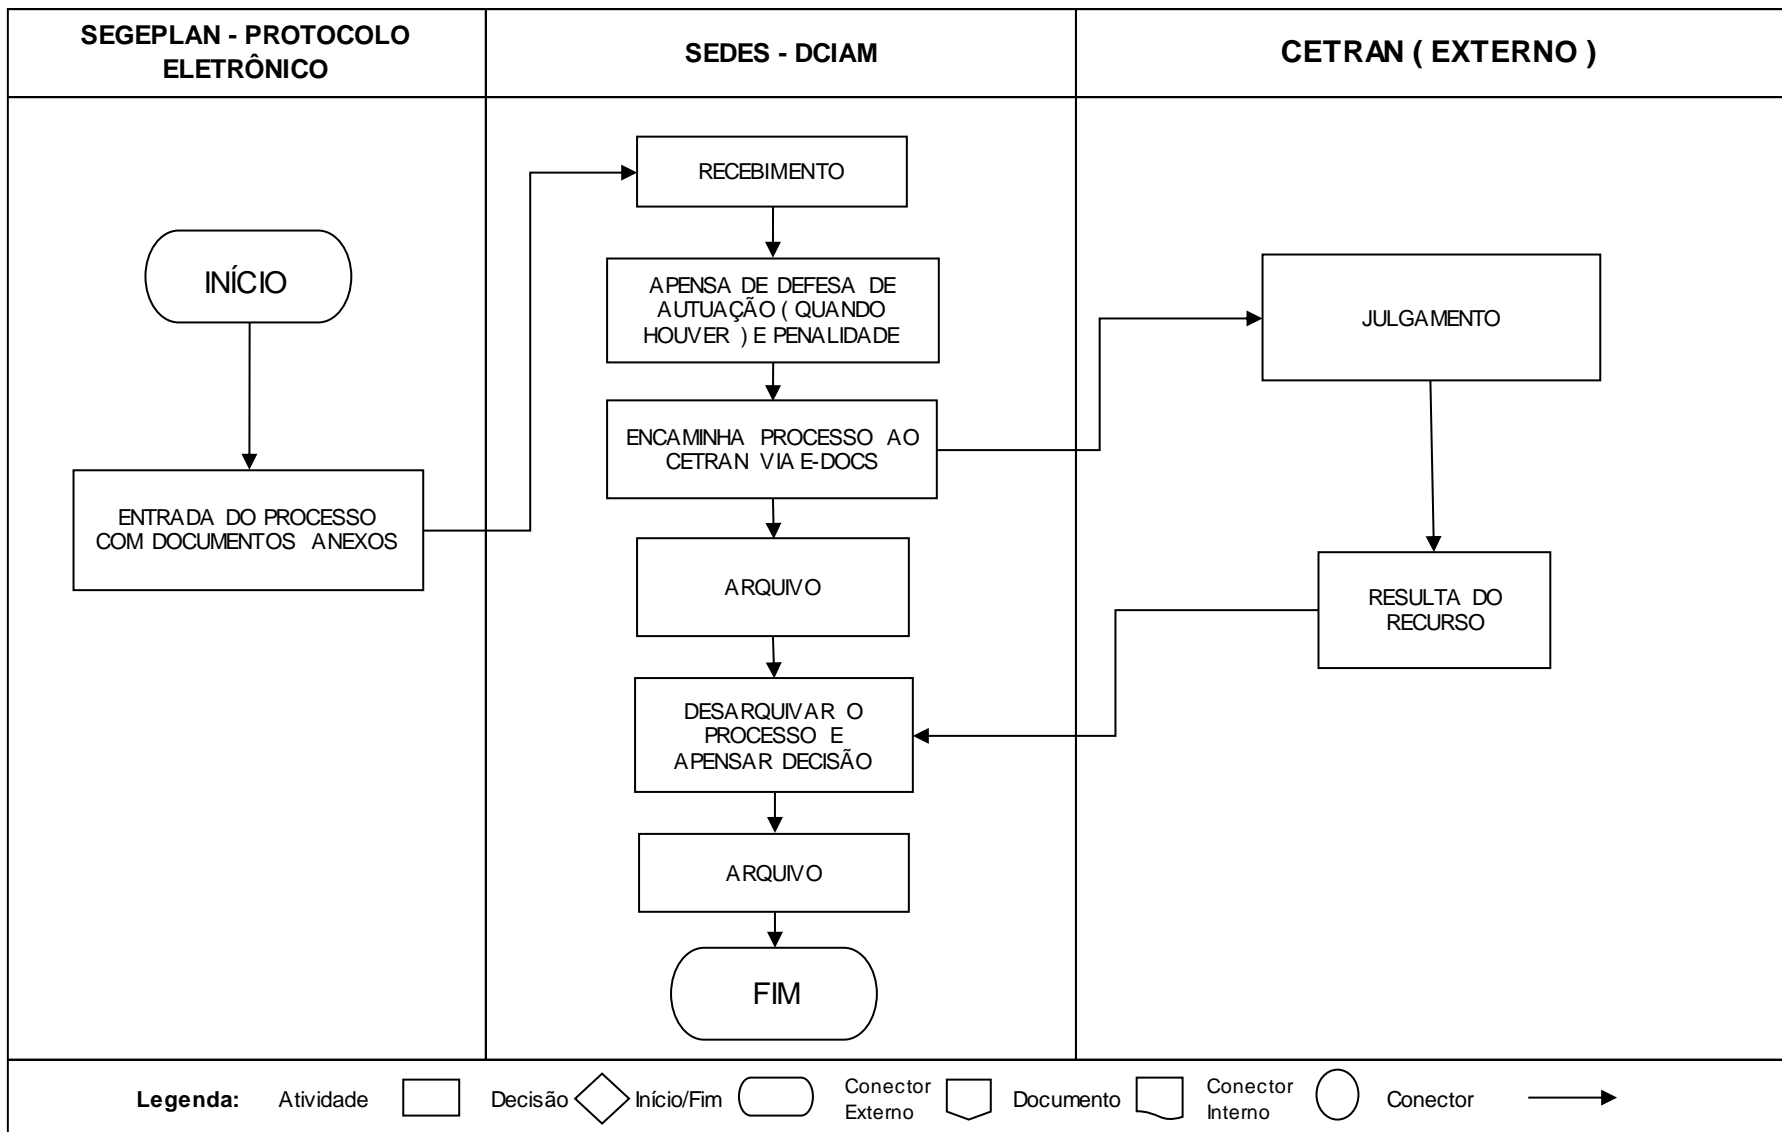 SEGEPLAN - PROTOCOLO
ELETRÔNICO
SEDES - DCIAM
CETRAN ( EXTERNO )
INÍCIO
ENTRADA DO PROCESSO
COM DOCUMENTOS ANEXOS
RECEBIMENTO
APENSA DE DEFESA DE
AUTUAÇÃO ( QUANDO
HOUVER ) E PENALIDADE
ENCAMINHA PROCESSO AO
CETRAN VIA E-DOCS
ARQUIVO
DESARQUIVAR O
PROCESSO E
APENSAR DECISÃO
ARQUIVO
FIM
JULGAMENTO
RESULTA DO
RECURSO
Legenda:
Atividade
Decisão
Início/Fim
Conector
Externo
Documento
Conector
Interno
Conector